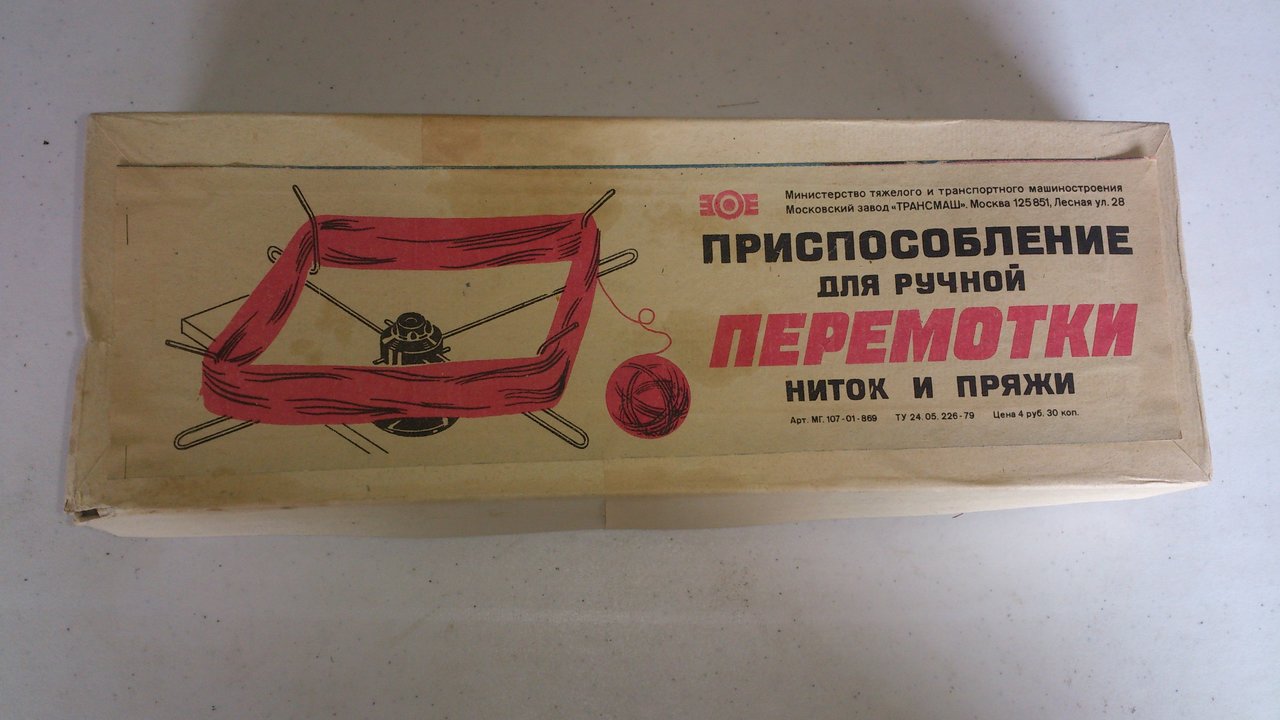 Министерство тяжелого и транспортного машиностроения
Московский завод «ТРАНСМАШ». Москва 125851, Лесная ул. 28
ПРИСПОСОБЛЕНИЕ
ДЛЯ РУЧНОЙ
ПЕРЕМОТКИ
НИТОК И ПРЯЖИ
Арт. МГ. 107-01-869 ТУ 24. 05. 226-79 Цена 4 руб. 30 коп.